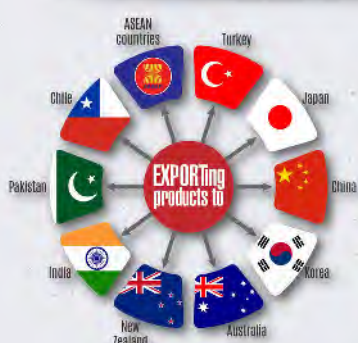 ASEAN
countries
Turkey
Chile
Japan
EXPORTing
products to
Pakistan
China
India
Korea
New
Zealand
Australia